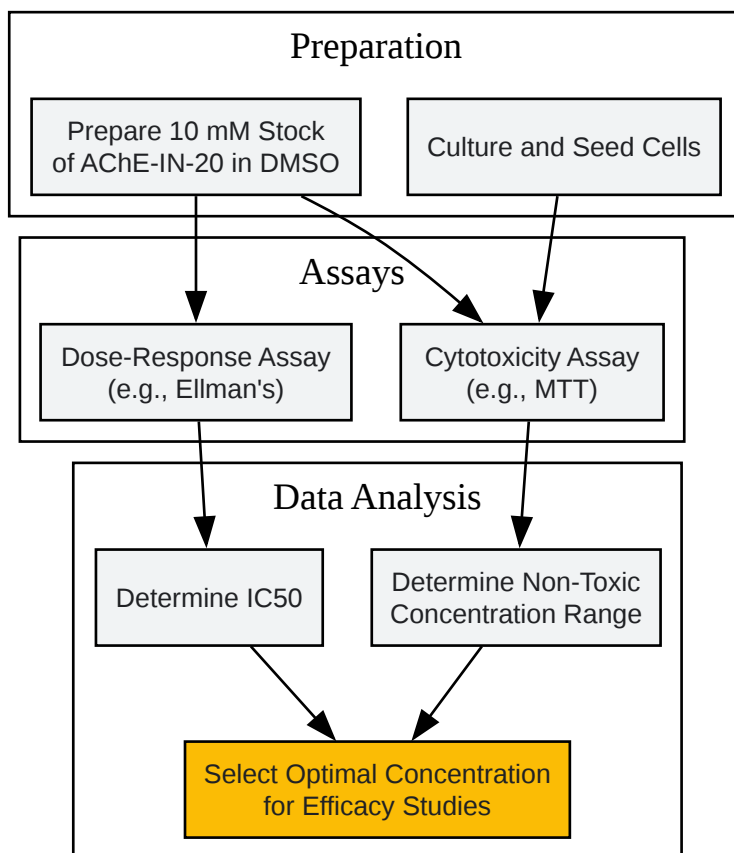 Preparation
Prepare 10 mM Stock
of AChE-IN-20 in DMSO
Culture and Seed Cells
Assays
Dose-Response Assay
(e.g., Ellman's)
Cytotoxicity Assay
(e.g., MTT)
Data Analysis
Determine IC50
Determine Non-Toxic
Concentration Range
Select Optimal Concentration
for Efficacy Studies